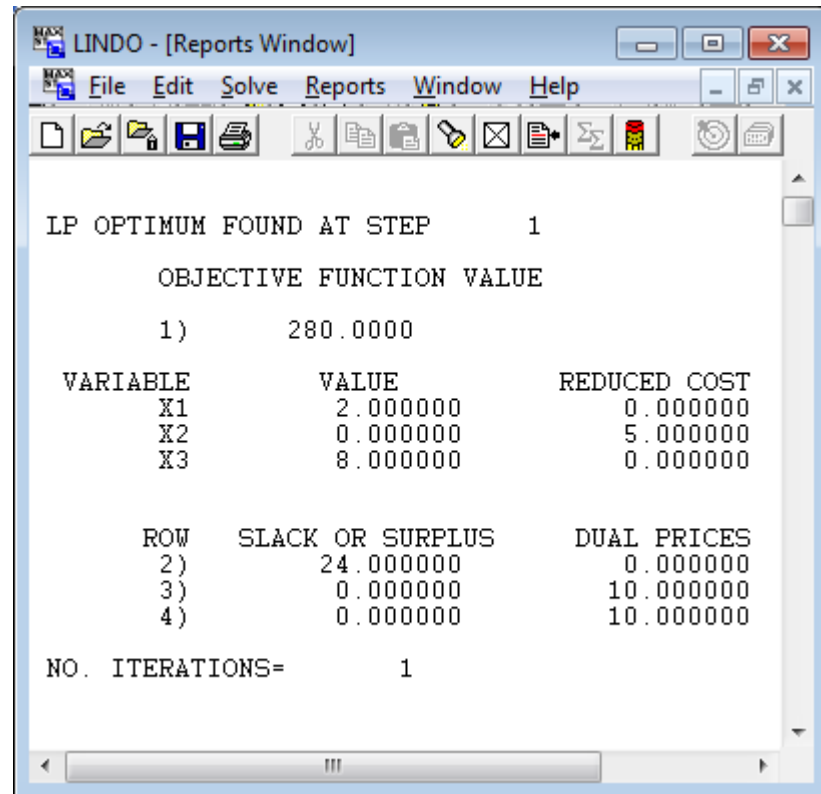 LINDO - [Reports Window]
File Edit Solve Reports Window Help
LP OPTIMUM FOUND AT STEP 1
OBJECTIVE FUNCTION VALUE
1) 280.0000
VARIABLE VALUE REDUCED COST
X1 2.000000 0.000000
X2 0.000000 5.000000
X3 8.000000 0.000000
ROW SLACK OR SURPLUS DUAL PRICES
2) 24.000000 0.000000
3) 0.000000 10.000000
4) 0.000000 10.000000
NO. ITERATIONS= 1